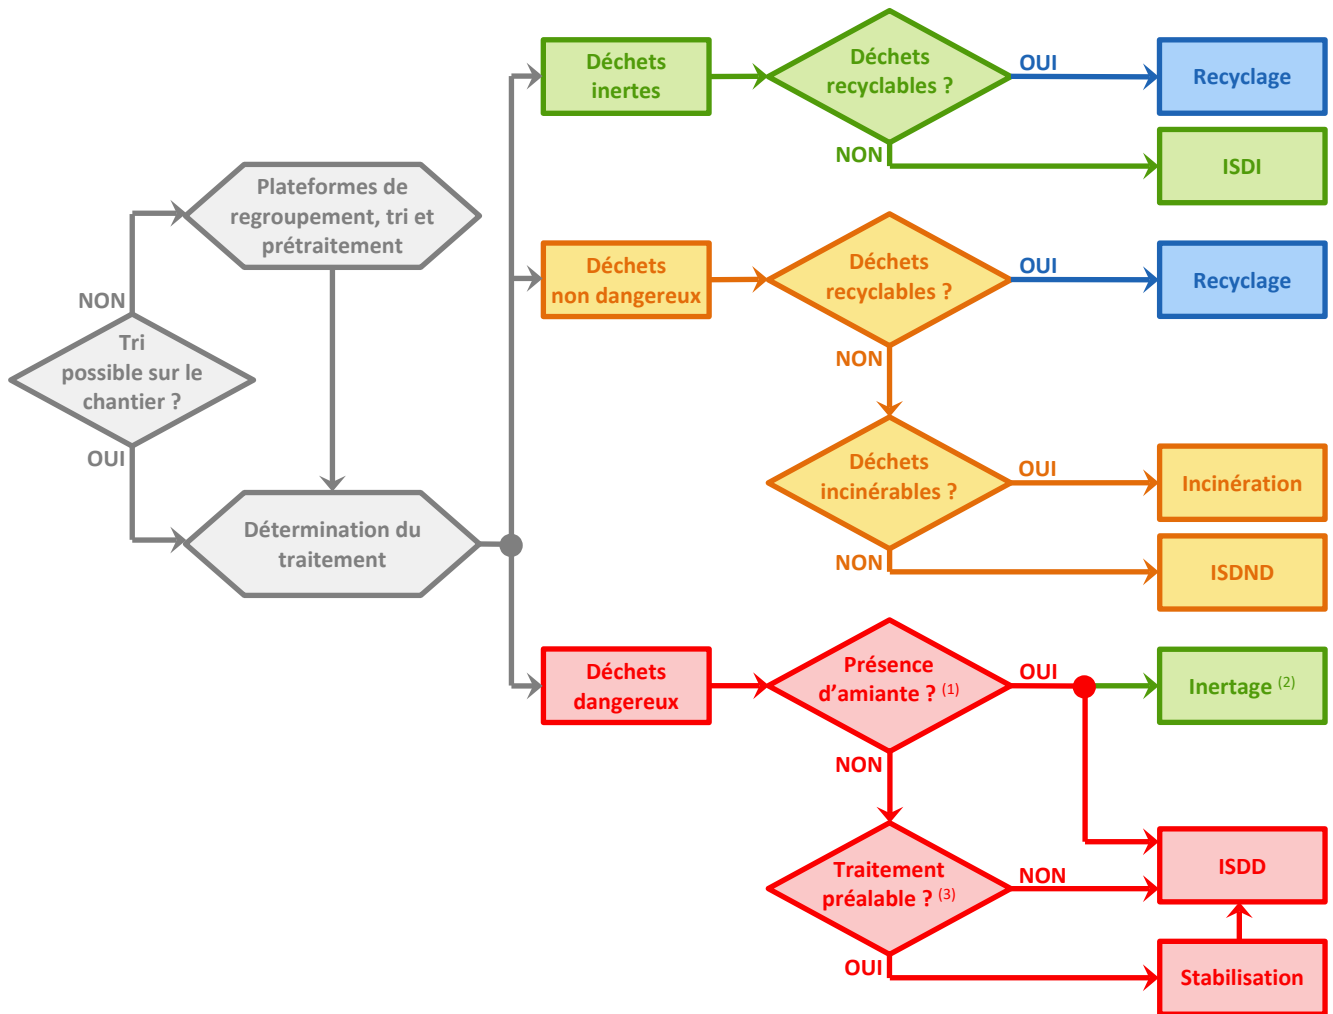 Déchets
inertes
Déchets
recyclables ?
OUI
Recyclage
NON
ISDI
Plateformes de
regroupement, tri et
prétraitement
NON
Tri
possible sur le
chantier ?
OUI
Détermination du
traitement
Déchets
non dangereux
Déchets
recyclables ?
OUI
Recyclage
NON
Déchets
incinérables ?
OUI
Incinération
NON
ISDND
Déchets
dangereux
Présence
d’amiante ? (1)
OUI
Inertage (2)
NON
Traitement
préalable ? (3)
NON
ISDD
OUI
Stabilisation